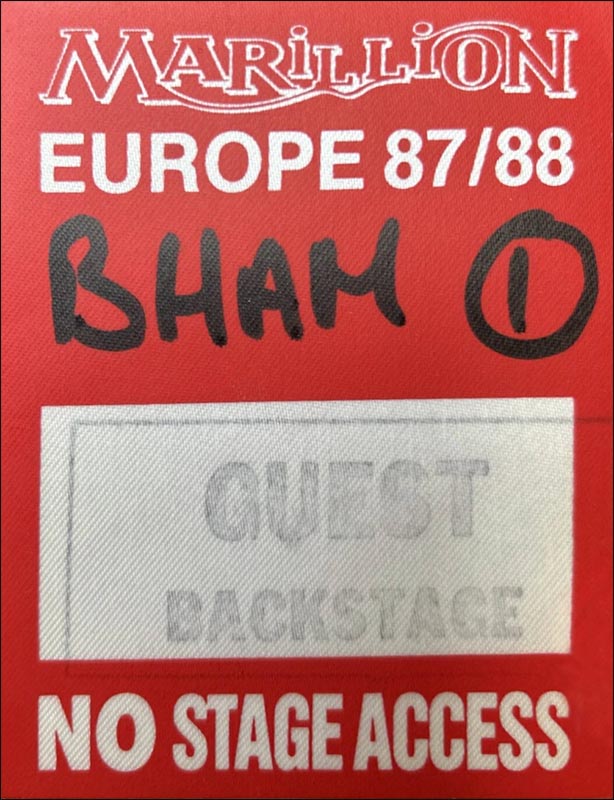 MARiLLiON
EUROPE 87/88
BHAM 1
GUEST
BACKSTAGE
NO STAGE ACCESS